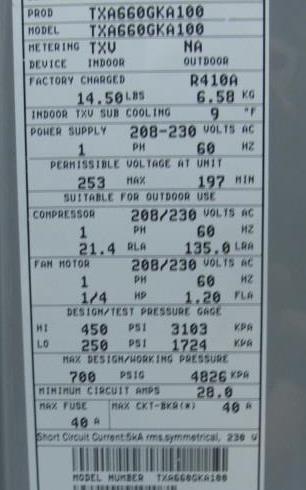 PROD TXA660GKA100
MODEL TXA660GKA100
METERING TXV NA
DEVICE INDOOR OUTDOOR
FACTORY CHARGED R410A
14.50 LBS 6.58 KG
INDOOR TXV SUB COOLING 9 °F
POWER SUPPLY 208-230 VOLTS AC
1 PH 60 HZ
PERMISSIBLE VOLTAGE AT UNIT
253 MAX 197 MIN
SUITABLE FOR OUTDOOR USE
COMPRESSOR 208/230 VOLTS AC
1 PH 60 HZ
21.4 RLA 135.0 LRA
FAN MOTOR 208/230 VOLTS AC
1 PH 60 HZ
1/4 HP 1.20 FLA
DESIGN/TEST PRESSURE GAGE
HI 450 PSI 3103 KPA
LO 250 PSI 1724 KPA
MAX DESIGN/WORKING PRESSURE
700 PSIG 4826 KPA
MINIMUM CIRCUIT AMPS 28.0
MAX FUSE MAX CKT-BKR(*) 40 A
40 A
Short Circuit Current:5kA rms,symmetrical, 230 V
MODEL NUMBER TXA660GKA100